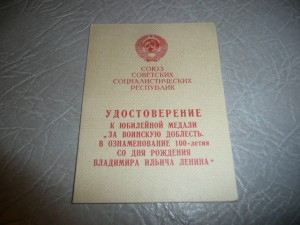 СОЮЗ
СОВЕТСКИХ
СОЦИАЛИСТИЧЕСКИХ
РЕСПУБЛИК
УДОСТОВЕРЕНИЕ
К ЮБИЛЕЙНОЙ МЕДАЛИ
„ЗА ВОИНСКУЮ ДОБЛЕСТЬ.
В ОЗНАМЕНОВАНИЕ 100-летия
СО ДНЯ РОЖДЕНИЯ
ВЛАДИМИРА ИЛЬИЧА ЛЕНИНА“